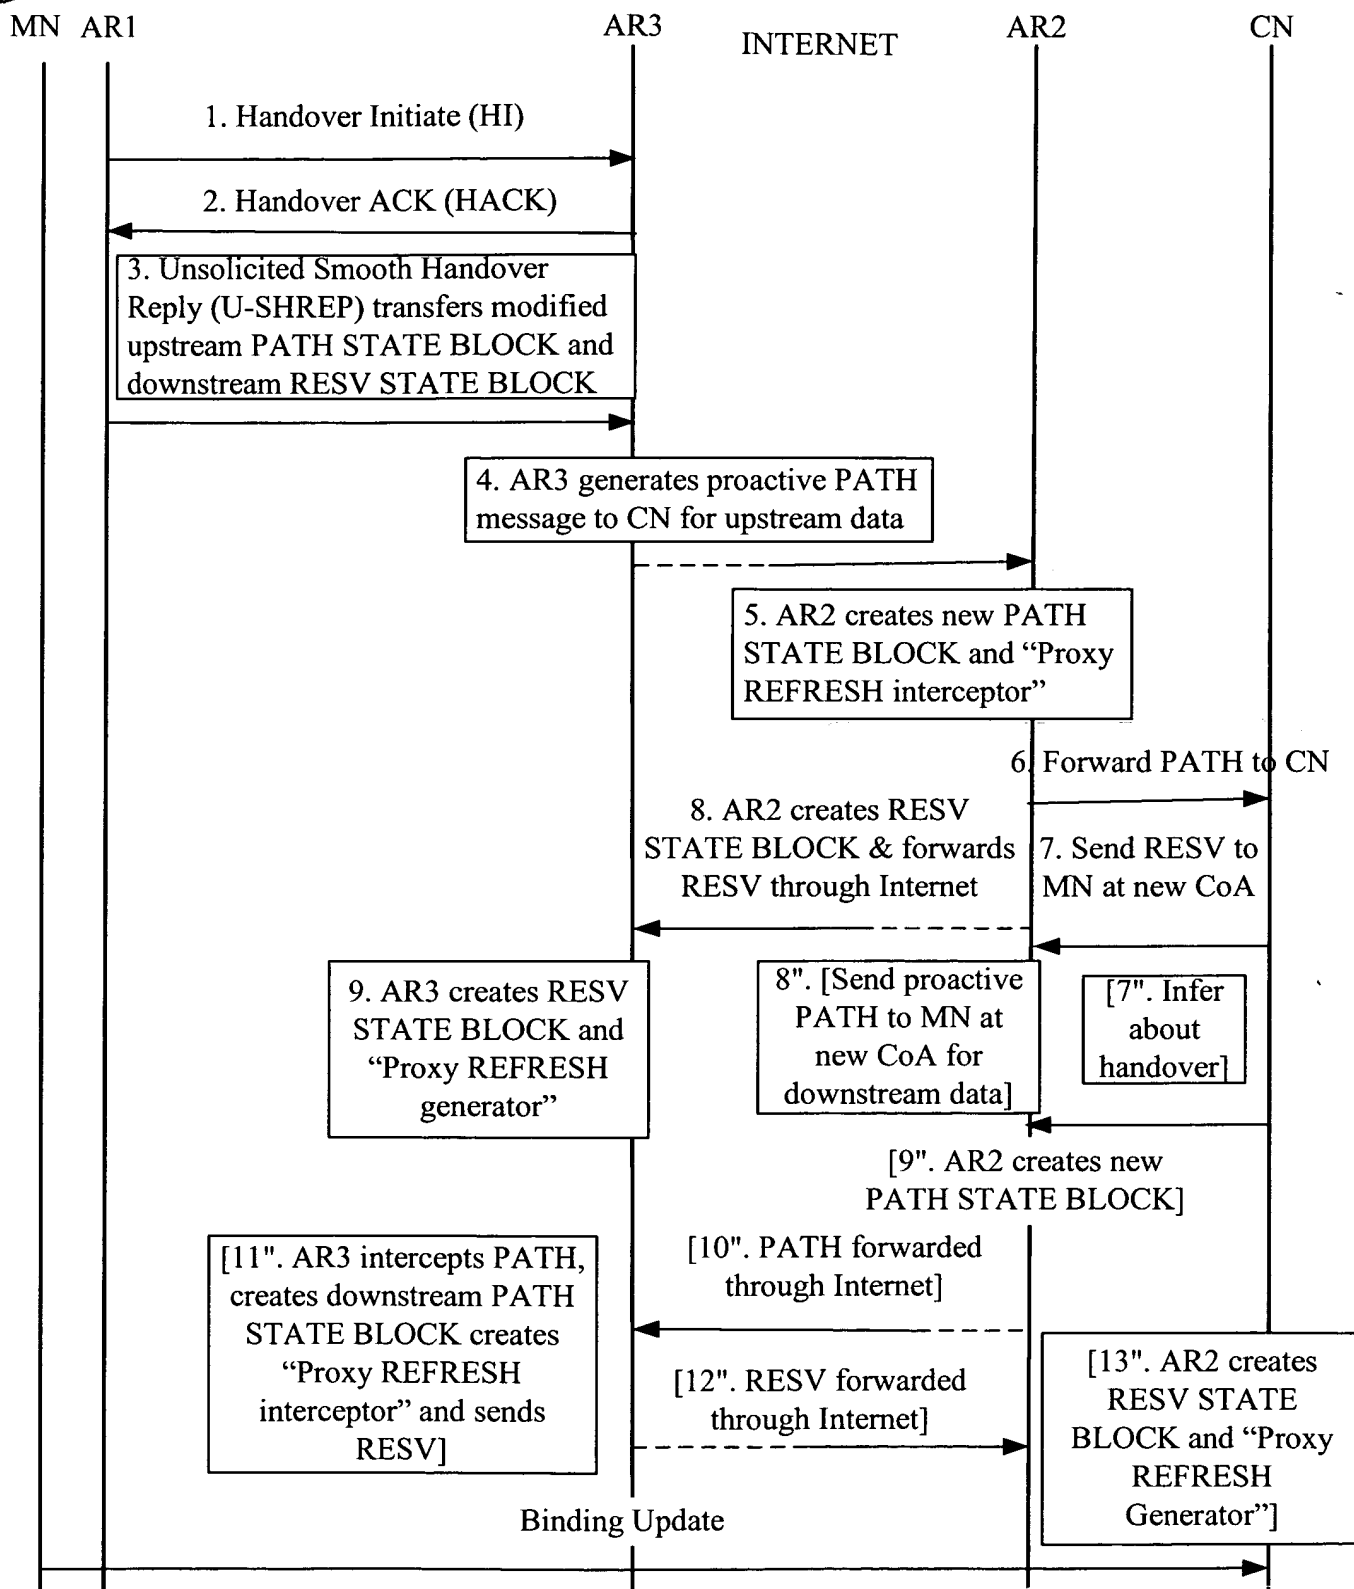 MN AR1 AR3 INTERNET AR2 CN
1. Handover Initiate (HI)
2. Handover ACK (HACK)
3. Unsolicited Smooth Handover
Reply (U-SHREP) transfers modified
upstream PATH STATE BLOCK and
downstream RESV STATE BLOCK
4. AR3 generates proactive PATH
message to CN for upstream data
5. AR2 creates new PATH
STATE BLOCK and “Proxy
REFRESH interceptor”
6. Forward PATH to CN
8. AR2 creates RESV
STATE BLOCK & forwards
RESV through Internet
7. Send RESV to
MN at new CoA
9. AR3 creates RESV
STATE BLOCK and
“Proxy REFRESH
generator”
8". [Send proactive
PATH to MN at
new CoA for
downstream data]
[7". Infer
about
handover]
[9". AR2 creates new
PATH STATE BLOCK]
[10". PATH forwarded
through Internet]
[11". AR3 intercepts PATH,
creates downstream PATH
STATE BLOCK creates
“Proxy REFRESH
interceptor” and sends
RESV]
[12". RESV forwarded
through Internet]
[13". AR2 creates
RESV STATE
BLOCK and “Proxy
REFRESH
Generator”]
Binding Update